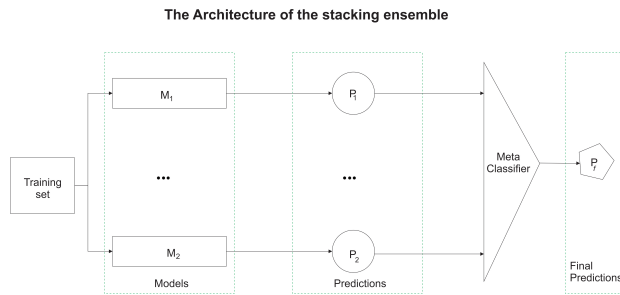 The Architecture of the stacking ensemble
M1
P1
Meta
Classifier
Training
set
...
...
Pf
M2
P2
Models
Predictions
Final
Predictions